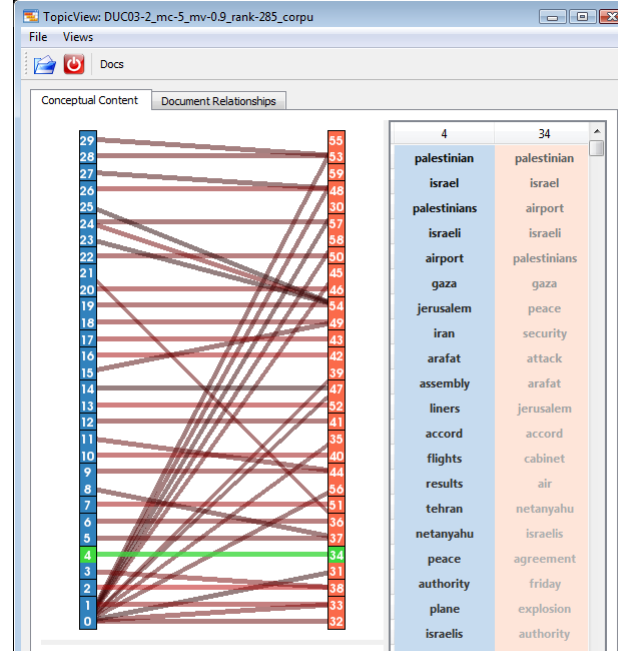 TopicView: DUC03-2_mc-5_mv-0.9_rank-285_corpu
File Views
Docs
Conceptual Content Document Relationships
29 55
28 53
27 59
26 48
25 30
24 57
23 58
22 50
21 45
20 46
19 54
18 49
17 43
16 42
15 39
14 47
13 52
12 41
11 35
10 40
9 44
8 56
7 51
6 36
5 37
4 34
3 31
2 38
1 33
0 32
4 34
palestinian palestinian
israel israel
palestinians airport
israeli israeli
airport palestinians
gaza gaza
jerusalem peace
iran security
arafat attack
assembly arafat
liners jerusalem
accord accord
flights cabinet
results air
tehran netanyahu
netanyahu israelis
peace agreement
authority friday
plane explosion
israelis authority